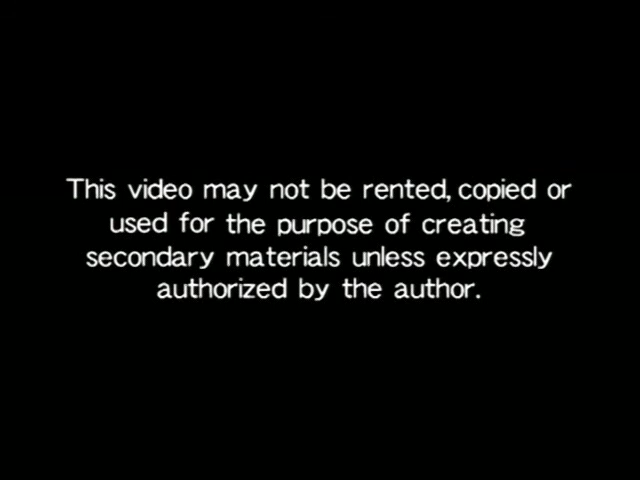 This video may not be rented, copied or
used for the purpose of creating
secondary materials unless expressly
authorized by the author.